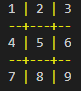 1 | 2 | 3
--+---+--
4 | 5 | 6
--+---+--
7 | 8 | 9